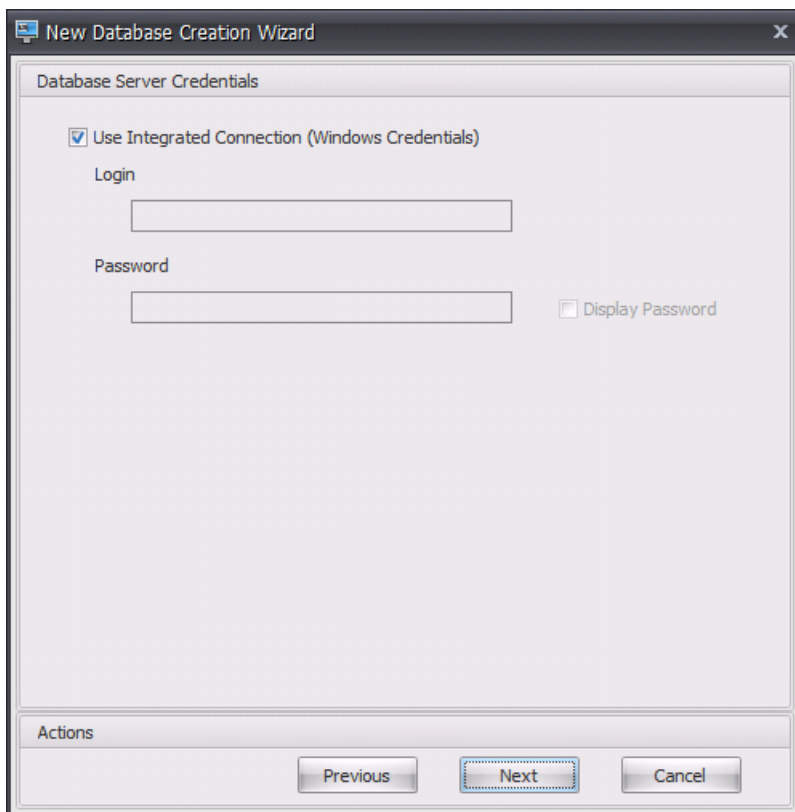 New Database Creation Wizard
Database Server Credentials
Use Integrated Connection (Windows Credentials)
Login
Password
Display Password
Actions
Previous Next Cancel